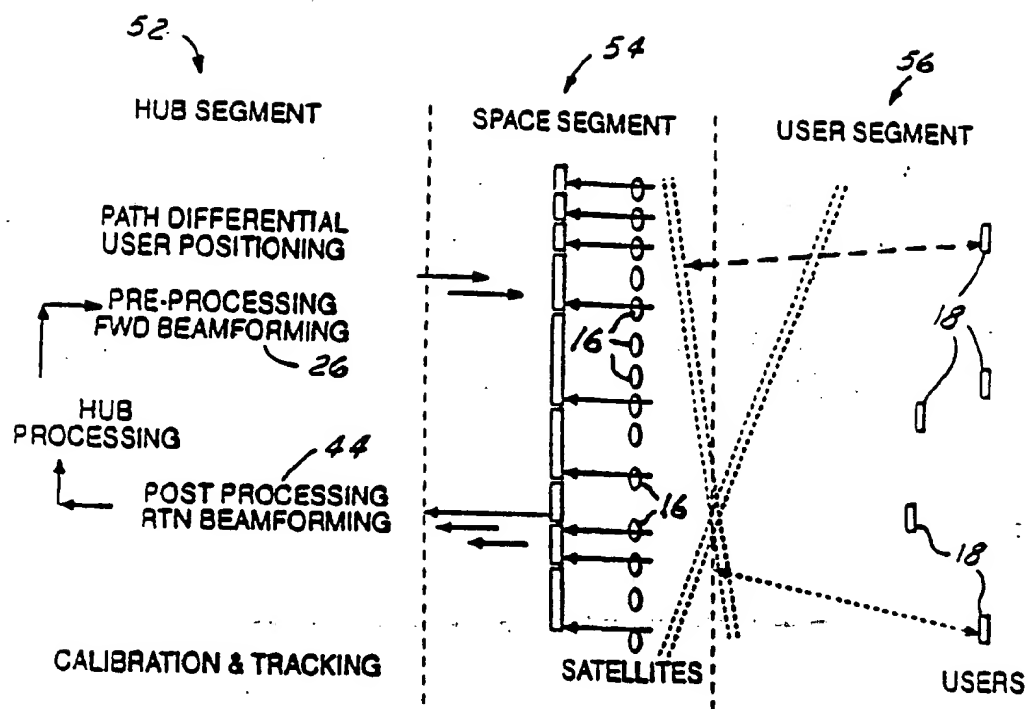 52
54
56
HUB SEGMENT
SPACE SEGMENT
USER SEGMENT
PATH DIFFERENTIAL
USER POSITIONING
PRE-PROCESSING
FWD BEAMFORMING
26
16
18
HUB
PROCESSING
44
POST PROCESSING
RTN BEAMFORMING
16
18
CALIBRATION & TRACKING
SATELLITES
USERS